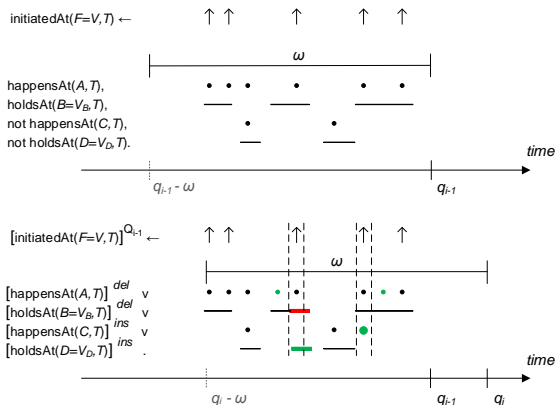 initiatedAt(F=V,T) ←
ω
happensAt(A,T),
holdsAt(B=V_B,T),
not happensAt(C,T),
not holdsAt(D=V_D,T).
time
q_{i-1} - ω
q_{i-1}
[initiatedAt(F=V,T)]^{Q_{i-1}} ←
ω
[happensAt(A,T)]^{del} v
[holdsAt(B=V_B,T)]^{del} v
[happensAt(C,T)]^{ins} v
[holdsAt(D=V_D,T)]^{ins} .
time
q_i - ω
q_{i-1}
q_i